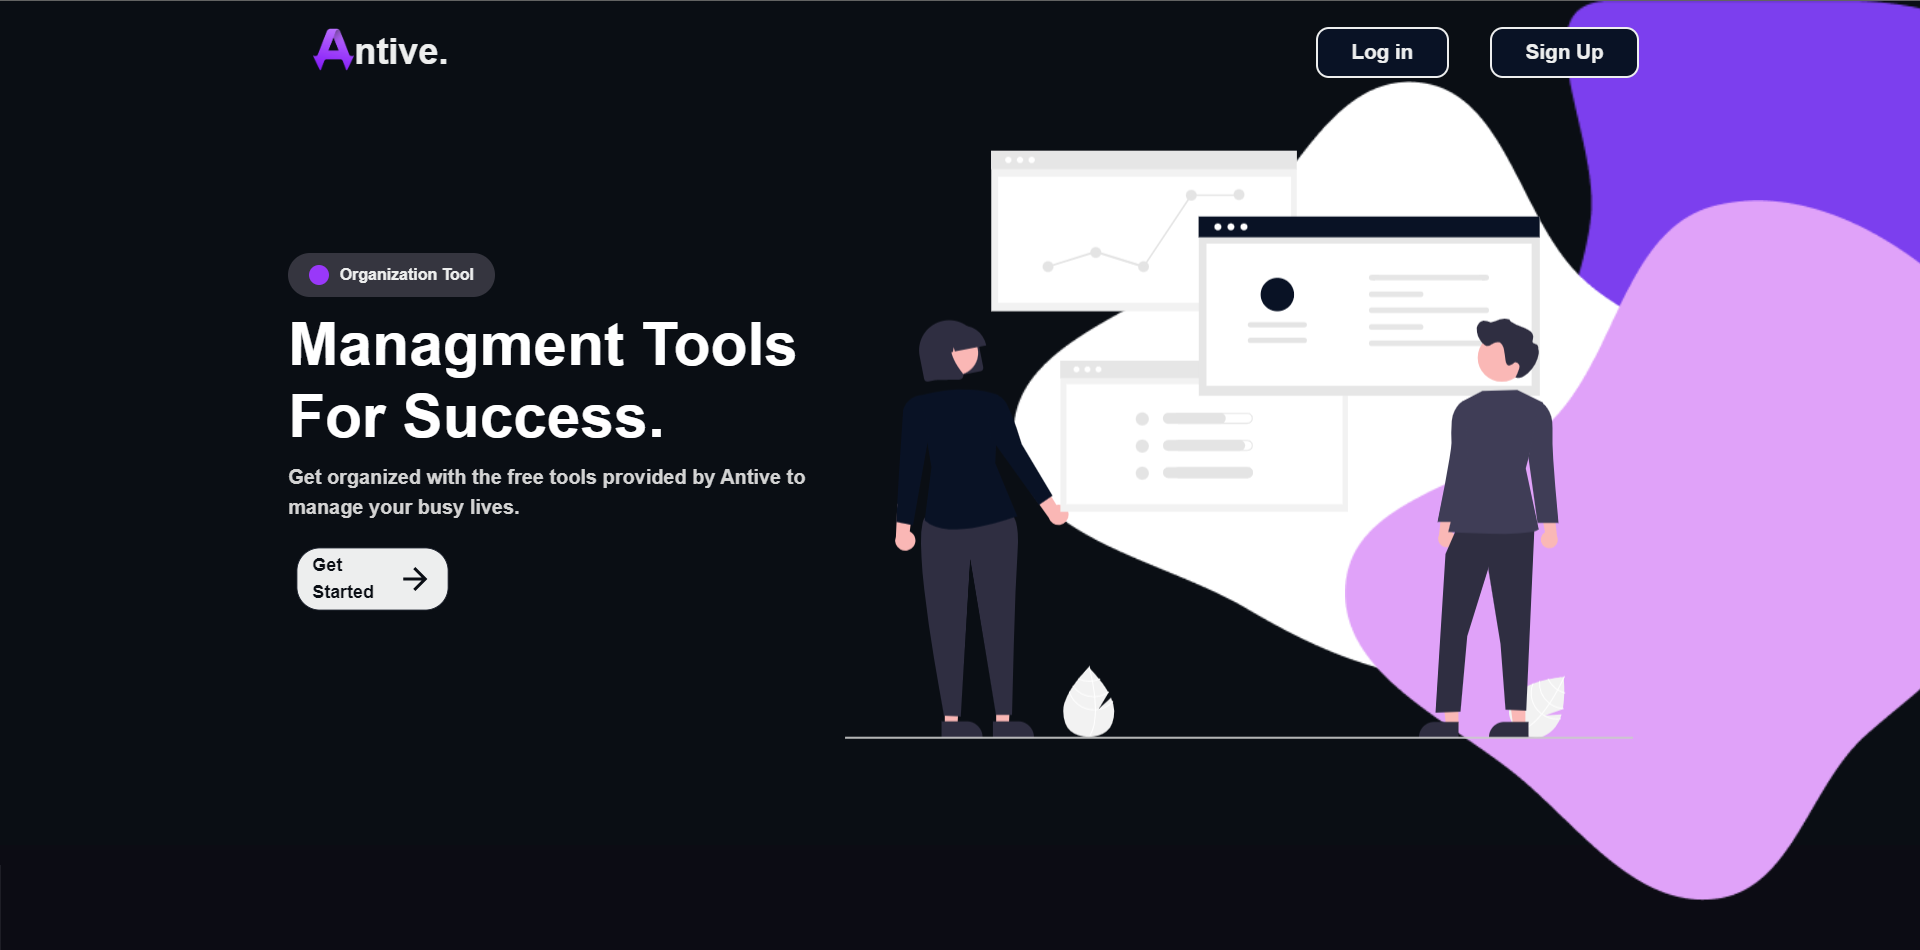 Antive.
Log in
Sign Up
Organization Tool
Managment Tools
For Success.
Get organized with the free tools provided by Antive to
manage your busy lives.
Get
Started